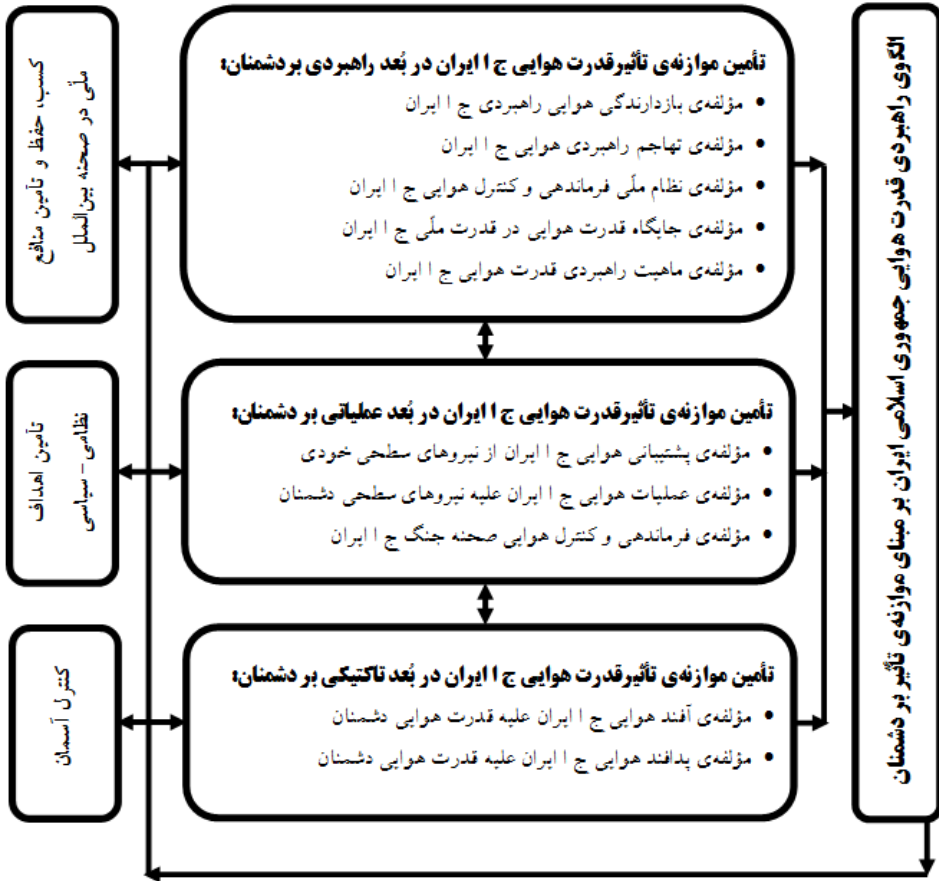 الگوی راهبردی قدرت هوایی جمهوری اسلامی ایران بر مبنای موازنه‌ی تأثیر بر دشمنان
تأمین موازنه‌ی تأثیرقدرت هوایی ج ا ایران در بُعد راهبردی بردشمنان:
• مؤلفه‌ی بازدارندگی هوایی راهبردی ج ا ایران
• مؤلفه‌ی تهاجم راهبردی هوایی ج ا ایران
• مؤلفه‌ی نظام ملّی فرماندهی و کنترل هوایی ج ا ایران
• مؤلفه‌ی جایگاه قدرت هوایی در قدرت ملّی ج ا ایران
• مؤلفه‌ی ماهیت راهبردی قدرت هوایی ج ا ایران
کسب، حفظ و تأمین منافع
ملّی در صحنه بین‌الملل
تأمین موازنه‌ی تأثیرقدرت هوایی ج ا ایران در بُعد عملیاتی بر دشمنان:
• مؤلفه‌ی پشتیبانی هوایی ج ا ایران از نیروهای سطحی خودی
• مؤلفه‌ی عملیات هوایی ج ا ایران علیه نیروهای سطحی دشمنان
• مؤلفه‌ی فرماندهی و کنترل هوایی صحنه جنگ ج ا ایران
تأمین اهداف
نظامی - سیاسی
تأمین موازنه‌ی تأثیرقدرت هوایی ج ا ایران در بُعد تاکتیکی بر دشمنان:
• مؤلفه‌ی آفند هوایی ج ا ایران علیه قدرت هوایی دشمنان
• مؤلفه‌ی پدافند هوایی ج ا ایران علیه قدرت هوایی دشمنان
کنترل آسمان